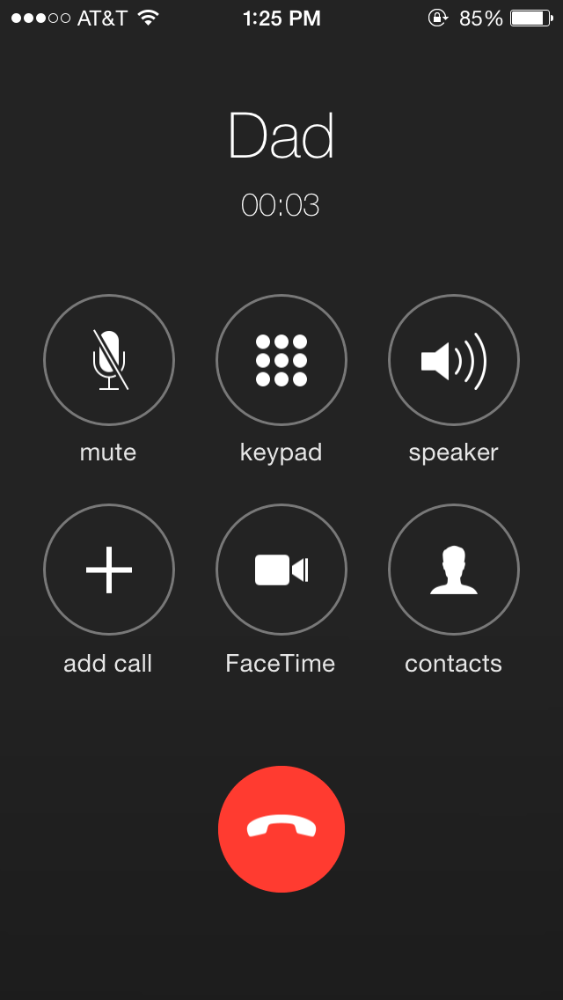 AT&T 1:25 PM 85%
Dad
00:03
mute keypad speaker
add call FaceTime contacts